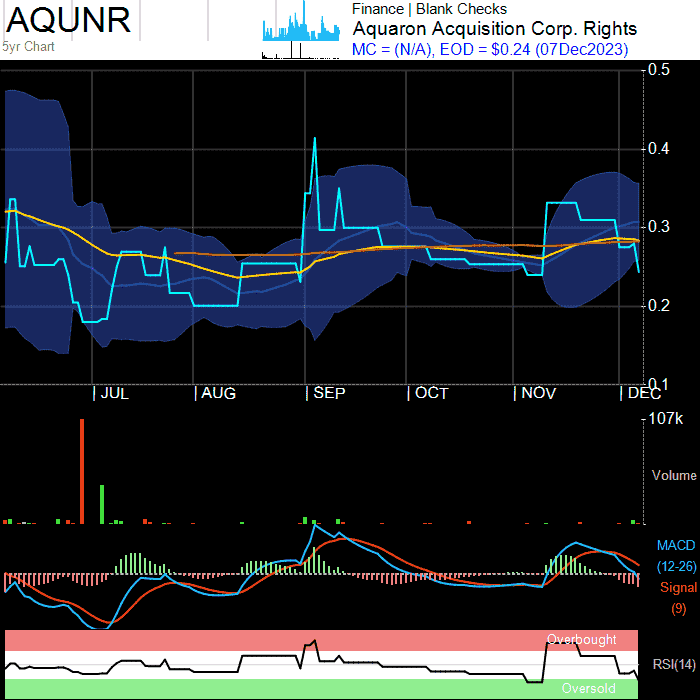 AQUNR
5yr Chart
Finance | Blank Checks
Aquaron Acquisition Corp. Rights
MC = (N/A), EOD = $0.24 (07Dec2023)
0.5
0.4
0.3
0.2
0.1
JUL AUG SEP OCT NOV DEC
107k
Volume
MACD
(12-26)
Signal
(9)
Overbought
RSI(14)
Oversold